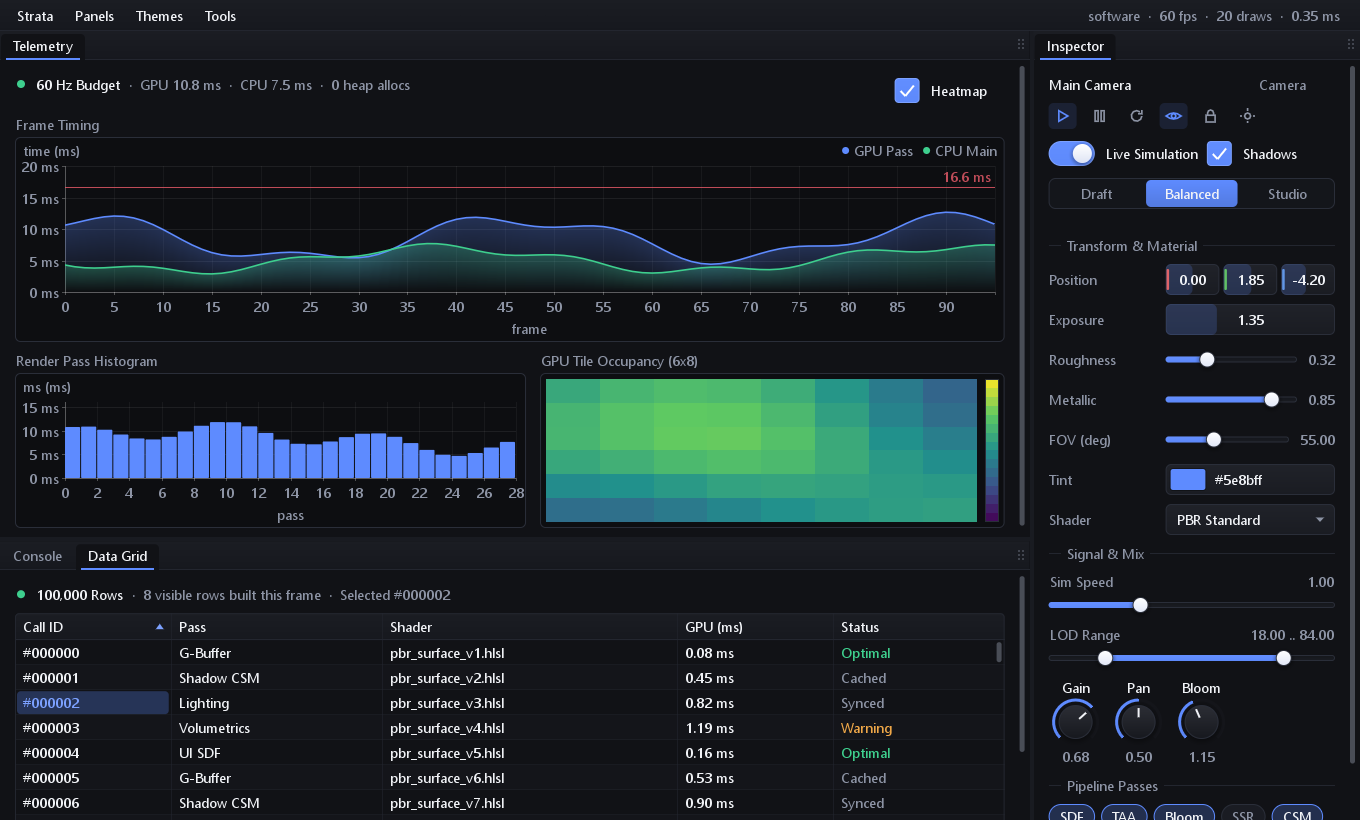 Strata Panels Themes Tools software · 60 fps · 20 draws · 0.35 ms
Telemetry
60 Hz Budget · GPU 10.8 ms · CPU 7.5 ms · 0 heap allocs Heatmap
Frame Timing
time (ms) GPU Pass CPU Main
20 ms
16.6 ms
15 ms
10 ms
5 ms
0 ms
0 5 10 15 20 25 30 35 40 45 50 55 60 65 70 75 80 85 90
frame
Render Pass Histogram
ms (ms)
15 ms
10 ms
5 ms
0 ms
0 2 4 6 8 10 12 14 16 18 20 22 24 26 28
pass
GPU Tile Occupancy (6x8)
Console Data Grid
100,000 Rows · 8 visible rows built this frame · Selected #000002
Call ID Pass Shader GPU (ms) Status
#000000 G-Buffer pbr_surface_v1.hlsl 0.08 ms Optimal
#000001 Shadow CSM pbr_surface_v2.hlsl 0.45 ms Cached
#000002 Lighting pbr_surface_v3.hlsl 0.82 ms Synced
#000003 Volumetrics pbr_surface_v4.hlsl 1.19 ms Warning
#000004 UI SDF pbr_surface_v5.hlsl 0.16 ms Optimal
#000005 G-Buffer pbr_surface_v6.hlsl 0.53 ms Cached
#000006 Shadow CSM pbr_surface_v7.hlsl 0.90 ms Synced
Inspector
Main Camera Camera
Live Simulation Shadows
Draft Balanced Studio
Transform & Material
Position 0.00 1.85 -4.20
Exposure 1.35
Roughness 0.32
Metallic 0.85
FOV (deg) 55.00
Tint #5e8bff
Shader PBR Standard
Signal & Mix
Sim Speed 1.00
LOD Range 18.00 .. 84.00
Gain Pan Bloom
0.68 0.50 1.15
Pipeline Passes
SDF TAA Bloom SSR CSM